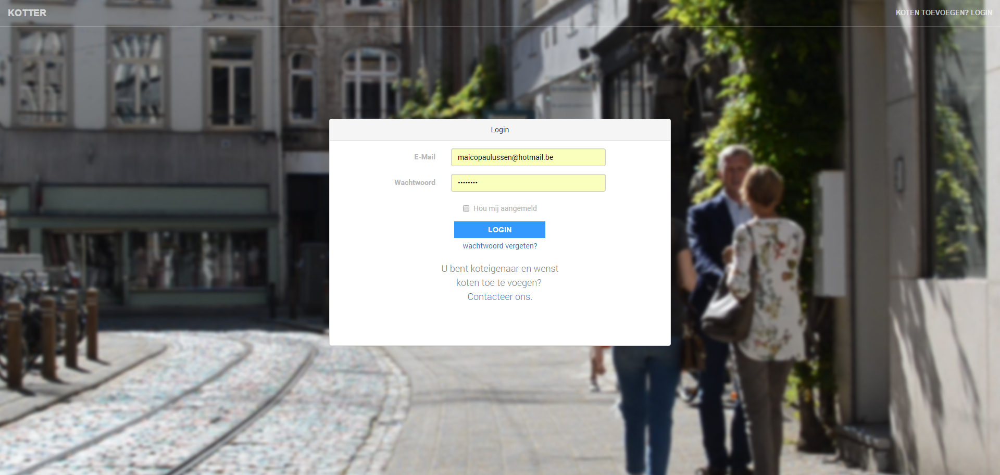 KOTTER
KOTEN TOEVOEGEN? LOGIN
Login
E-Mail
maicopaulussen@hotmail.be
Wachtwoord
••••••••
Hou mij aangemeld
LOGIN
wachtwoord vergeten?
U bent koteigenaar en wenst
koten toe te voegen?
Contacteer ons.